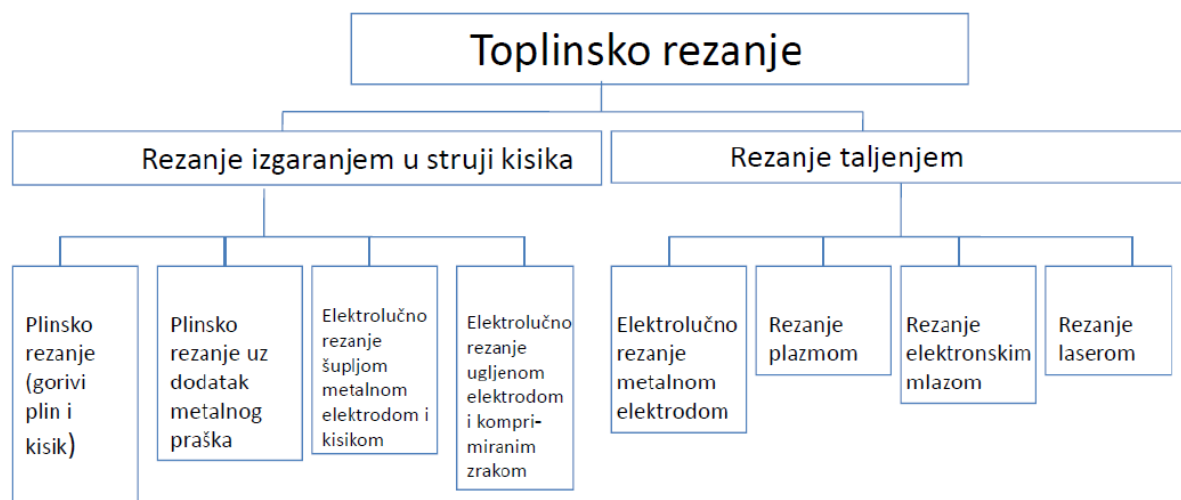 Toplinsko rezanje
Rezanje izgaranjem u struji kisika
Rezanje taljenjem
Plinsko
rezanje
(gorivi
plin i
kisik)
Plinsko
rezanje uz
dodatak
metalnog
praška
Elektrolučno
rezanje
šupljom
metalnom
elektrodom i
kisikom
Elektrolučno
rezanje
ugljenom
elektrodom
i kompri-
miranim
zrakom
Elektrolučno
rezanje
metalnom
elektrodom
Rezanje
plazmom
Rezanje
elektronskim
mlazom
Rezanje
laserom